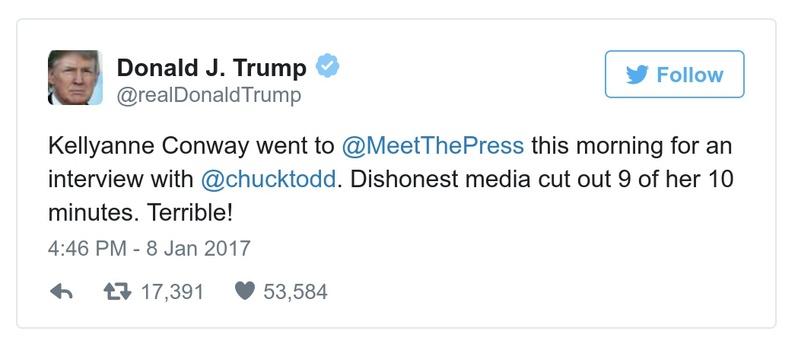 Donald J. Trump
@realDonaldTrump
Follow
Kellyanne Conway went to @MeetThePress this morning for an
interview with @chucktodd. Dishonest media cut out 9 of her 10
minutes. Terrible!
4:46 PM - 8 Jan 2017
17,391 53,584